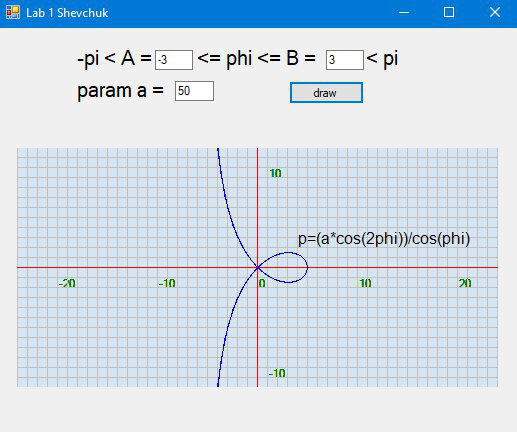 Lab 1 Shevchuk
-pi < A = -3 <= phi <= B = 3 < pi
param a = 50 draw
10
p=(a*cos(2phi))/cos(phi)
-20 -10 0 10 20
-10